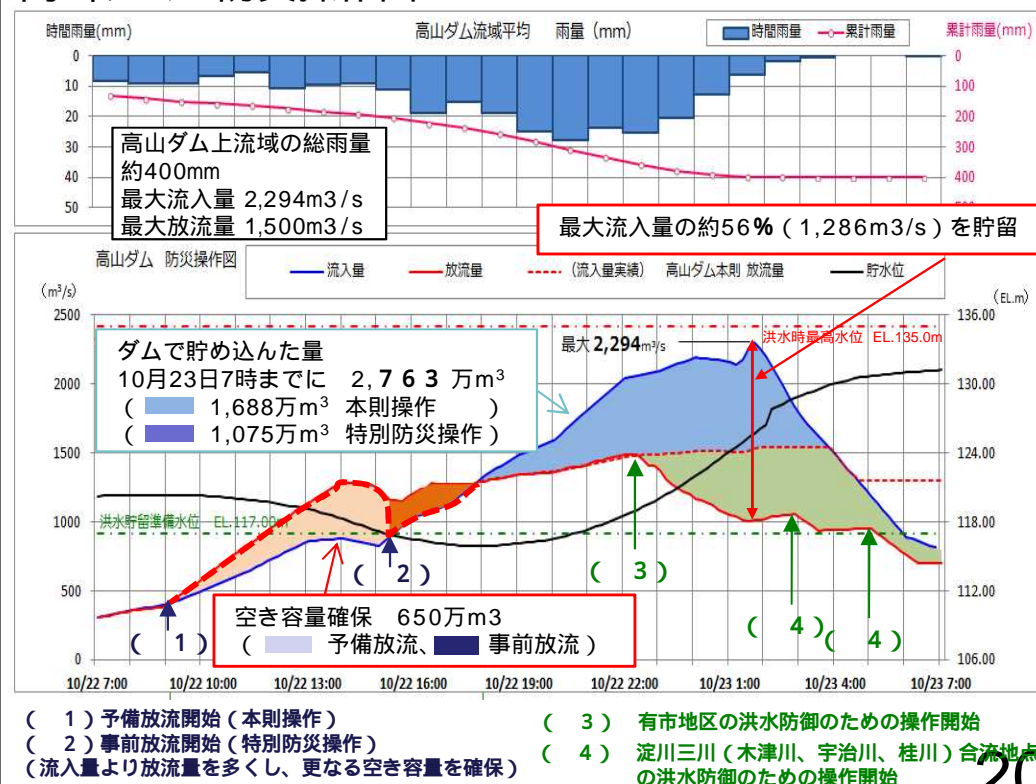 時間雨量(mm)
高山ダム流域平均 雨量 (mm)
時間雨量 累計雨量
累計雨量(mm)
0
10
20
30
40
50
0
100
200
300
400
高山ダム上流域の総雨量
約400mm
最大流入量 2,294m3/s
最大放流量 1,500m3/s
最大流入量の約56%(1,286m3/s)を貯留
高山ダム 防災操作図
流入量 放流量 (流入量実績) 高山ダム本則 放流量 貯水位
(m³/s)
(EL.m)
2500
2000
1500
1000
500
0
136.00
130.00
124.00
118.00
112.00
106.00
ダムで貯め込んだ量
10月23日7時までに 2,763 万m³
( 1,688万m³ 本則操作 )
( 1,075万m³ 特別防災操作 )
最大 2,294m³/s
洪水時最高水位 EL.135.0m
洪水貯留準備水位 EL.117.00m
( 1 )
( 2 )
( 3 )
( 4 )
( 4 )
空き容量確保 650万m3
( 予備放流、 事前放流 )
10/22 7:00 10/22 10:00 10/22 13:00 10/22 16:00 10/22 19:00 10/22 22:00 10/23 1:00 10/23 4:00 10/23 7:00
( 1 )予備放流開始(本則操作)
( 2 )事前放流開始(特別防災操作)
(流入量より放流量を多くし、更なる空き容量を確保)
( 3 ) 有市地区の洪水防御のための操作開始
( 4 ) 淀川三川(木津川、宇治川、桂川)合流地点
の洪水防御のための操作開始